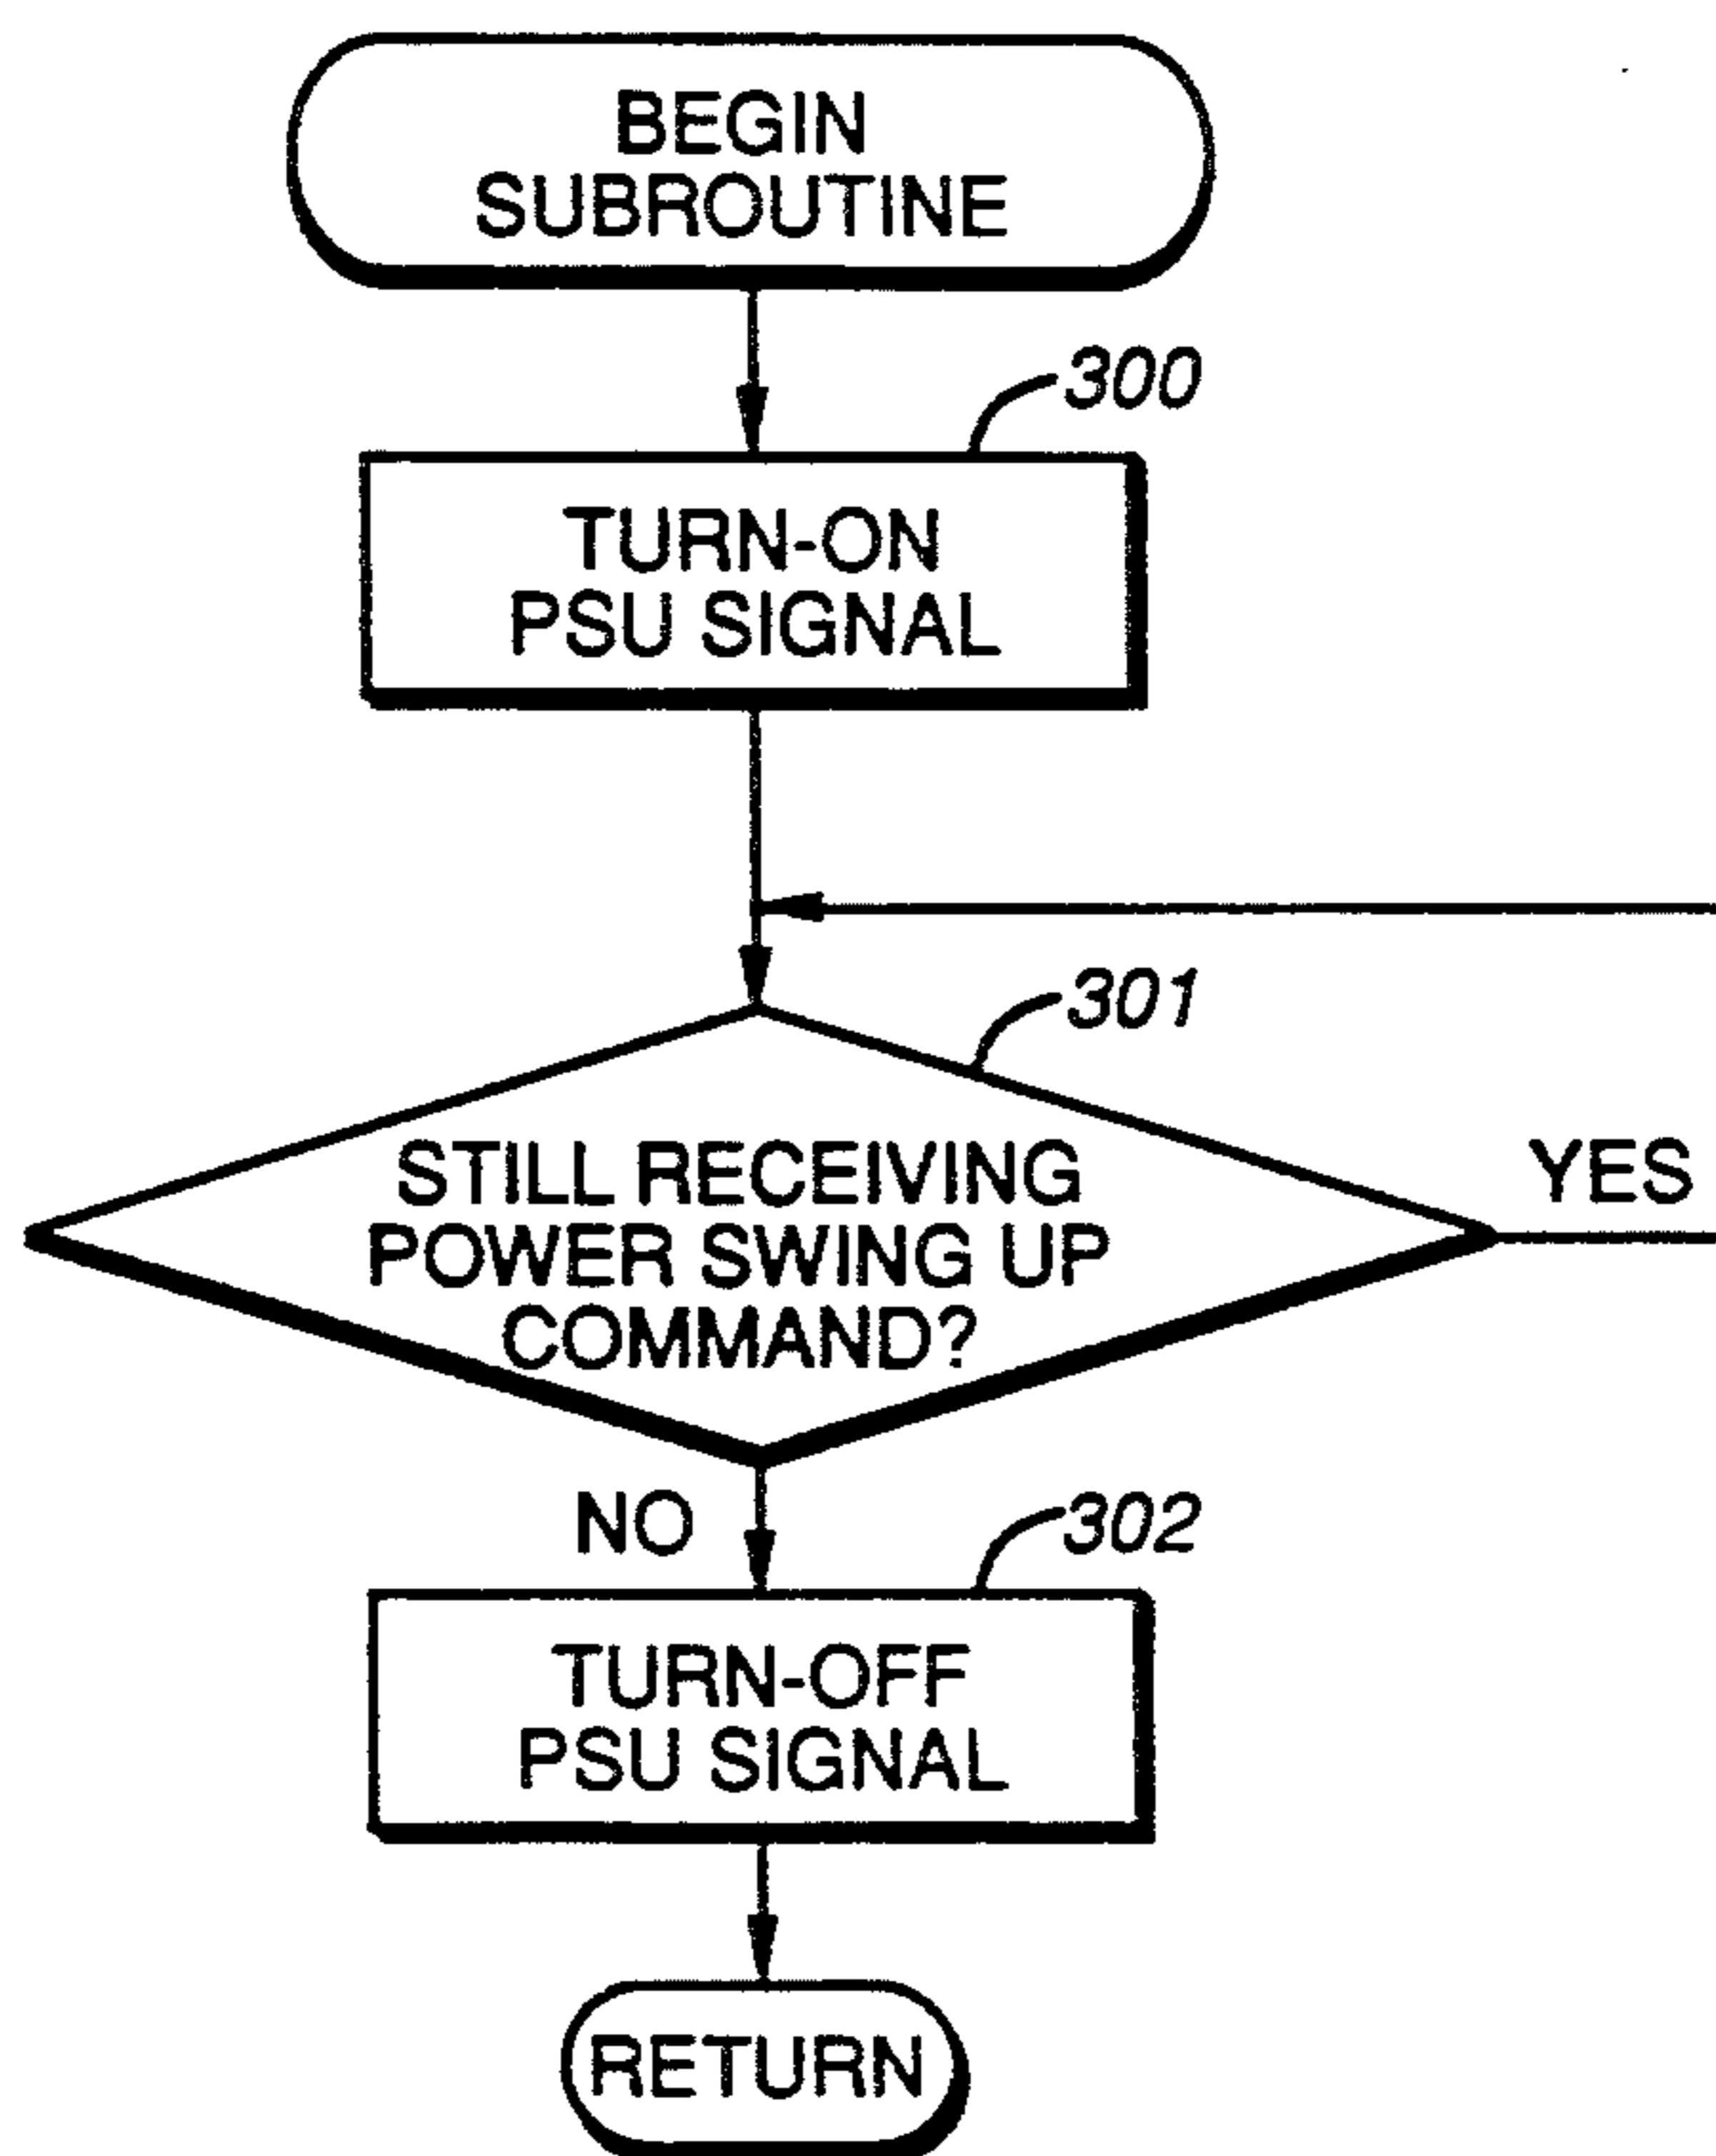 BEGIN
SUBROUTINE
300
TURN-ON
PSU SIGNAL
301
STILL RECEIVING
POWER SWING UP
COMMAND?
YES
NO
302
TURN-OFF
PSU SIGNAL
RETURN